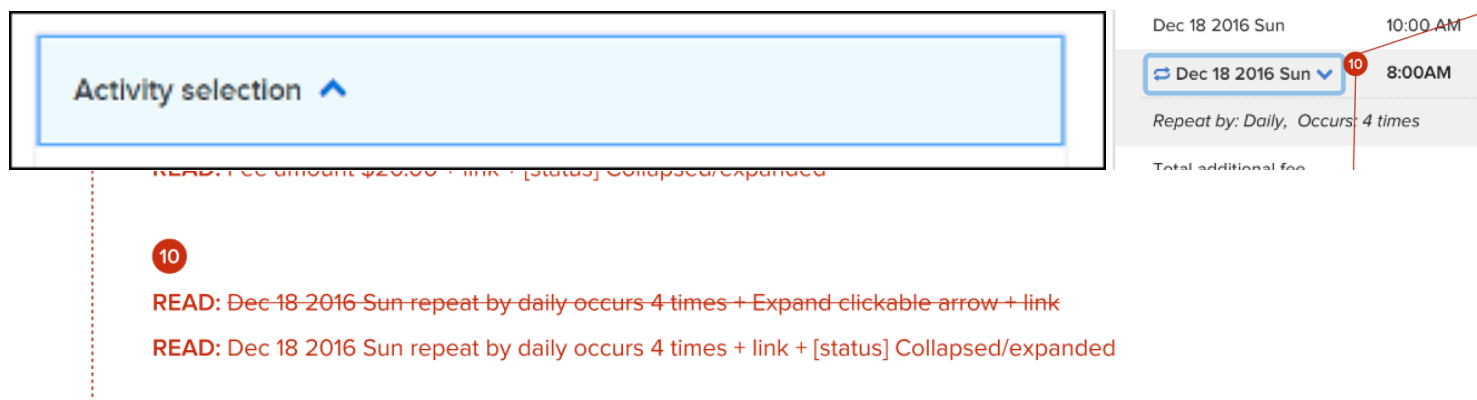 Dec 18 2016 Sun 10:00 AM
Activity selection
Dec 18 2016 Sun 10 8:00AM
Repeat by: Daily, Occurs: 4 times
Total additional fee
READ: Fee amount $20.00 + link + [status] Collapsed/expanded
10
READ: Dec 18 2016 Sun repeat by daily occurs 4 times + Expand clickable arrow + link
READ: Dec 18 2016 Sun repeat by daily occurs 4 times + link + [status] Collapsed/expanded